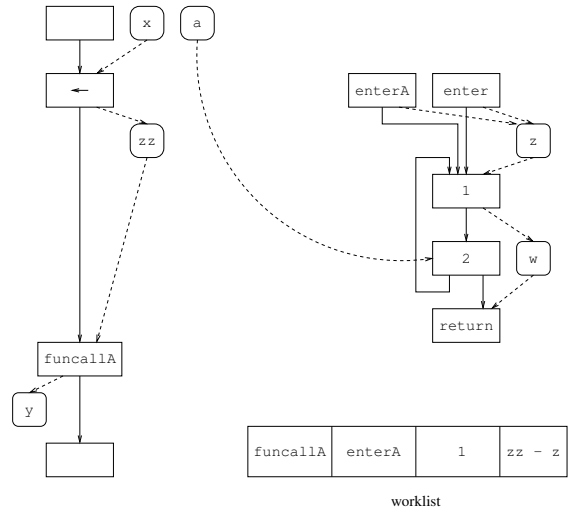 x
a
←
enterA
enter
zz
z
1
2
w
return
funcallA
y
funcallA
enterA
1
zz - z
worklist